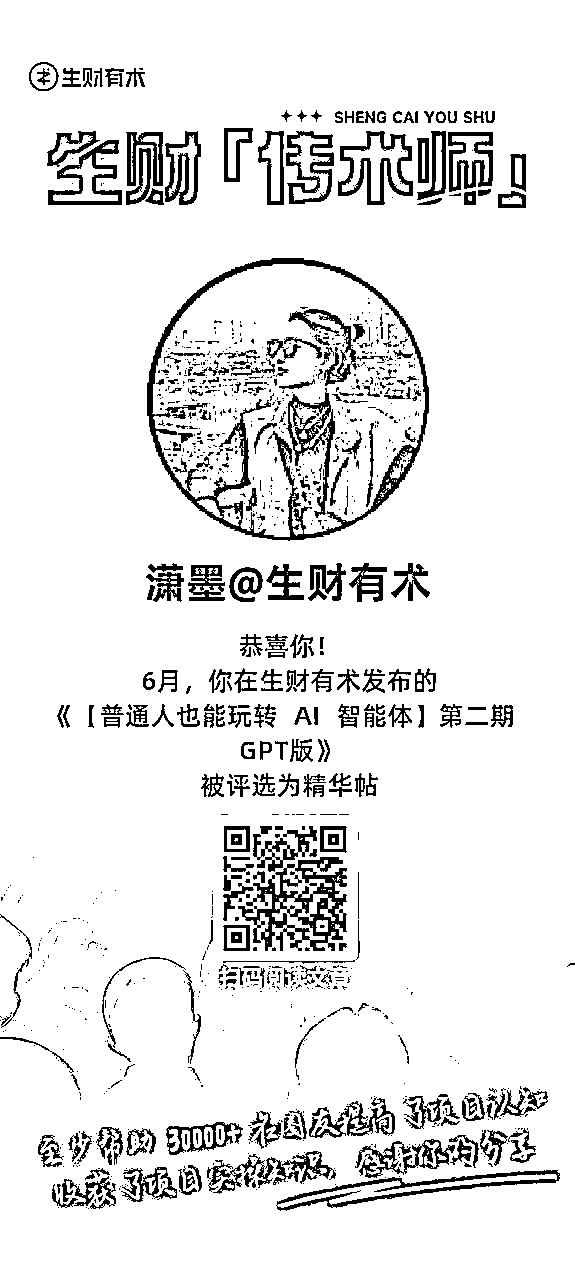 生财有术
SHENG CAI YOU SHU
生财「传术师」
潇墨@生财有术
恭喜你！
6月，你在生财有术发布的
《【普通人也能玩转 AI 智能体】第二期
GPT版》
被评选为精华帖
扫码阅读文章
至少帮助 30000+ 社圈友提高了项目认知
收获了项目实操知识，感谢你的分享